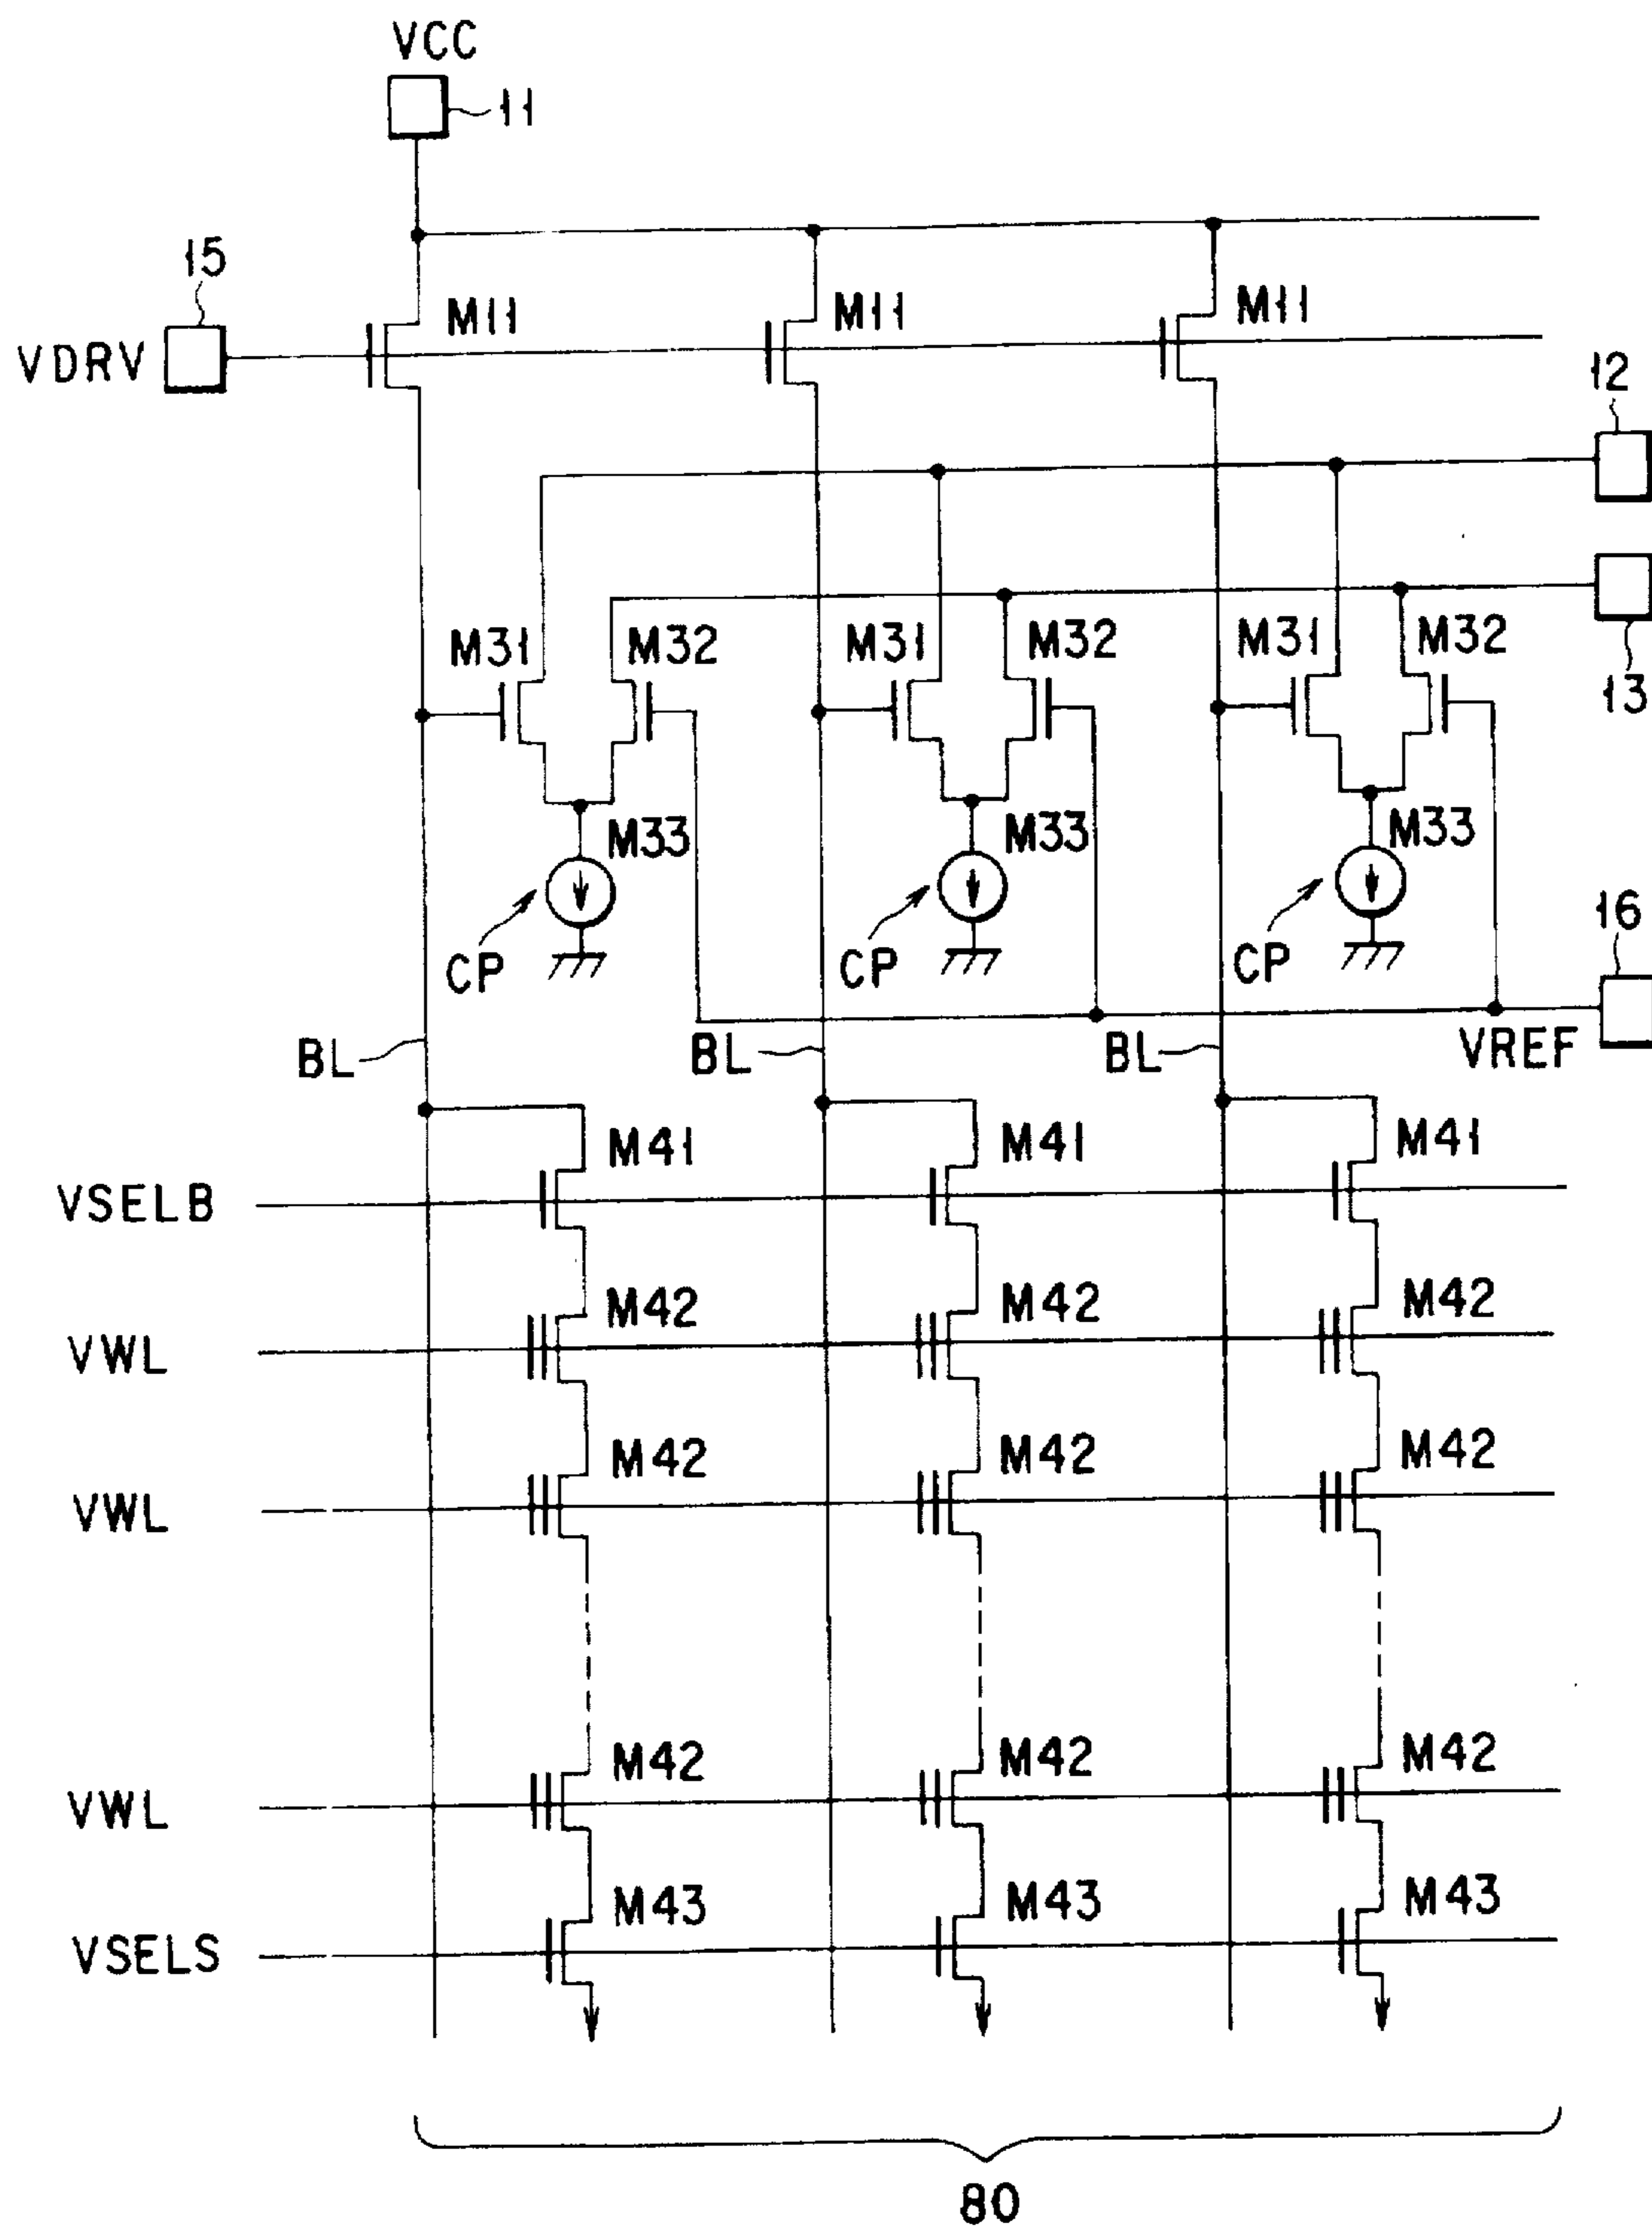 VCC
11
15
M11 M11 M11
VDRV
12
M31 M32 M31 M32 M31 M32
13
M33 M33 M33
CP CP CP
16
BL BL BL VREF
M41 M41 M41
VSELB
M42 M42 M42
VWL
M42 M42 M42
VWL
M42 M42 M42
VWL
M43 M43 M43
VSELS
80